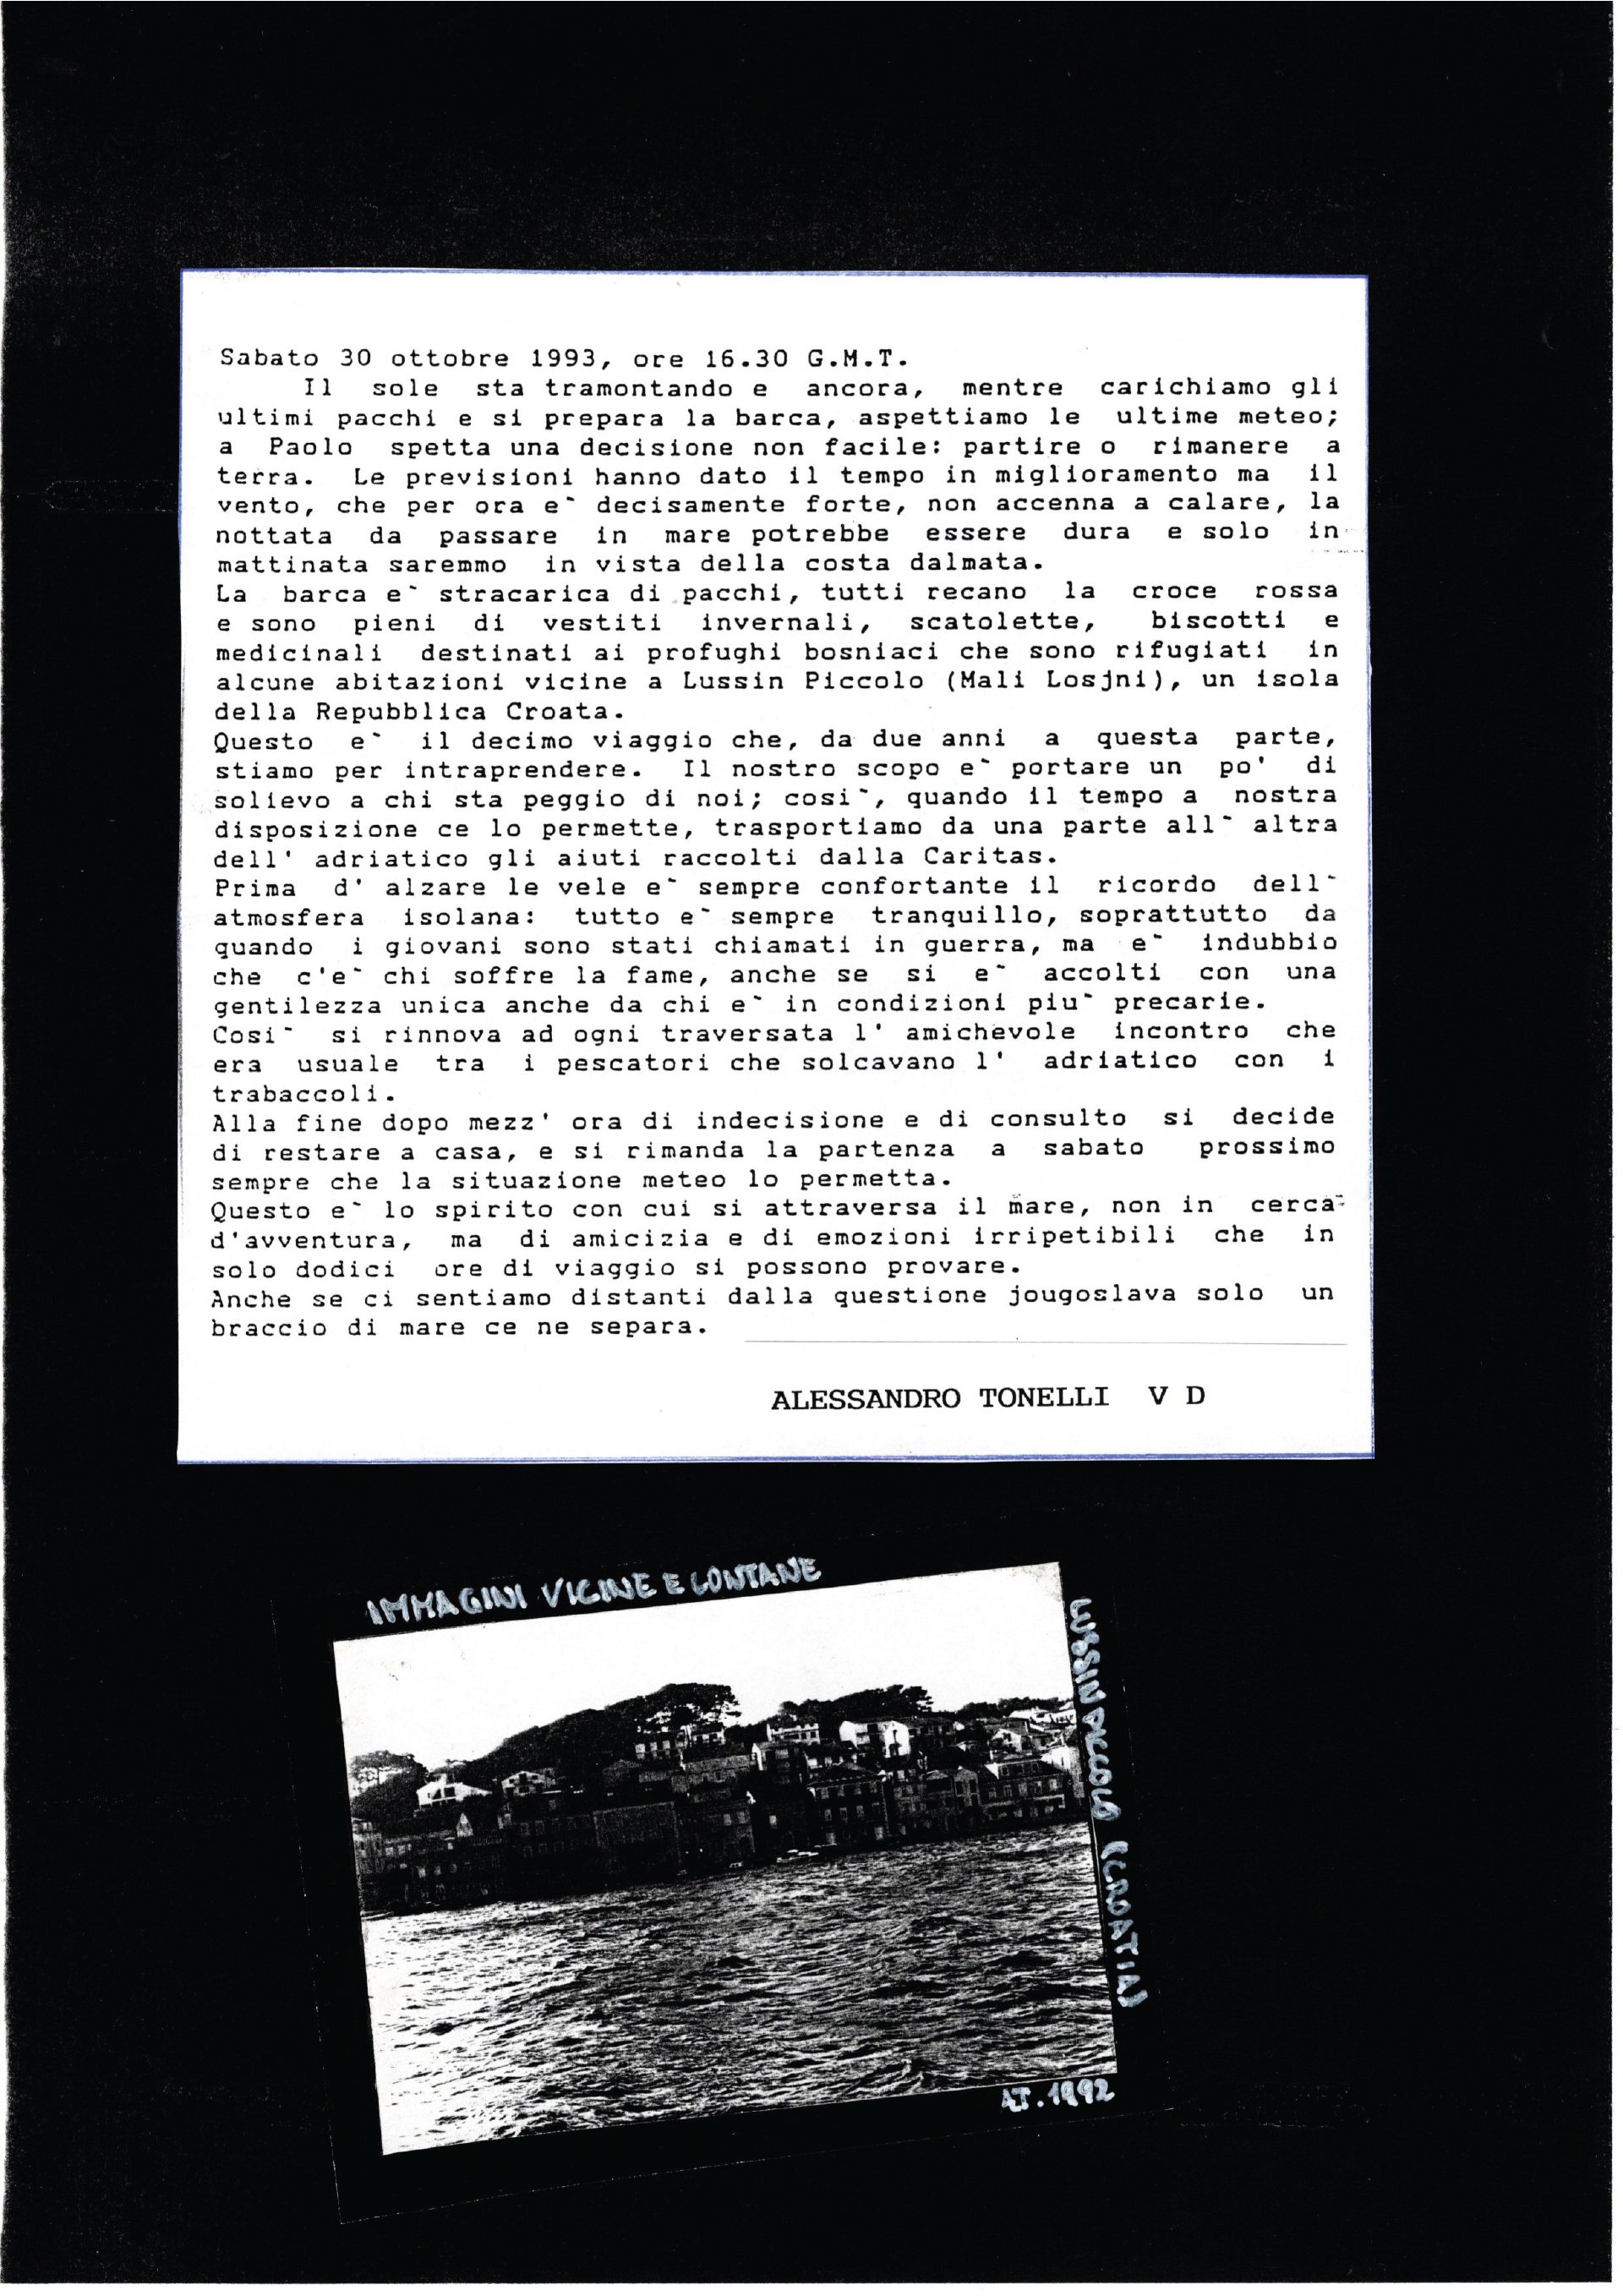 Sabato 30 ottobre 1993, ore 16.30 G.M.T.
Il sole sta tramontando e ancora, mentre carichiamo gli
ultimi pacchi e si prepara la barca, aspettiamo le ultime meteo;
a Paolo spetta una decisione non facile: partire o rimanere a
terra. Le previsioni hanno dato il tempo in miglioramento ma il
vento, che per ora e` decisamente forte, non accenna a calare, la
nottata da passare in mare potrebbe essere dura e solo in
mattinata saremmo in vista della costa dalmata.
La barca e` stracarica di pacchi, tutti recano la croce rossa
e sono pieni di vestiti invernali, scatolette, biscotti e
medicinali destinati ai profughi bosniaci che sono rifugiati in
alcune abitazioni vicine a Lussin Piccolo (Mali Losjni), un isola
della Repubblica Croata.
Questo e` il decimo viaggio che, da due anni a questa parte,
stiamo per intraprendere. Il nostro scopo e` portare un po' di
sollievo a chi sta peggio di noi; cosi`, quando il tempo a nostra
disposizione ce lo permette, trasportiamo da una parte all` altra
dell' adriatico gli aiuti raccolti dalla Caritas.
Prima d' alzare le vele e` sempre confortante il ricordo dell`
atmosfera isolana: tutto e` sempre tranquillo, soprattutto da
quando i giovani sono stati chiamati in guerra, ma e` indubbio
che c'e` chi soffre la fame, anche se si e` accolti con una
gentilezza unica anche da chi e` in condizioni piu` precarie.
Cosi` si rinnova ad ogni traversata l' amichevole incontro che
era usuale tra i pescatori che solcavano l' adriatico con i
trabaccoli.
Alla fine dopo mezz' ora di indecisione e di consulto si decide
di restare a casa, e si rimanda la partenza a sabato prossimo
sempre che la situazione meteo lo permetta.
Questo e` lo spirito con cui si attraversa il mare, non in cerca
d'avventura, ma di amicizia e di emozioni irripetibili che in
solo dodici ore di viaggio si possono provare.
Anche se ci sentiamo distanti dalla questione jougoslava solo un
braccio di mare ce ne separa.
ALESSANDRO TONELLI V D
IMMAGINI VICINE E LONTANE
LUSSIN PICCOLO (CROATIA)
AT. 1992